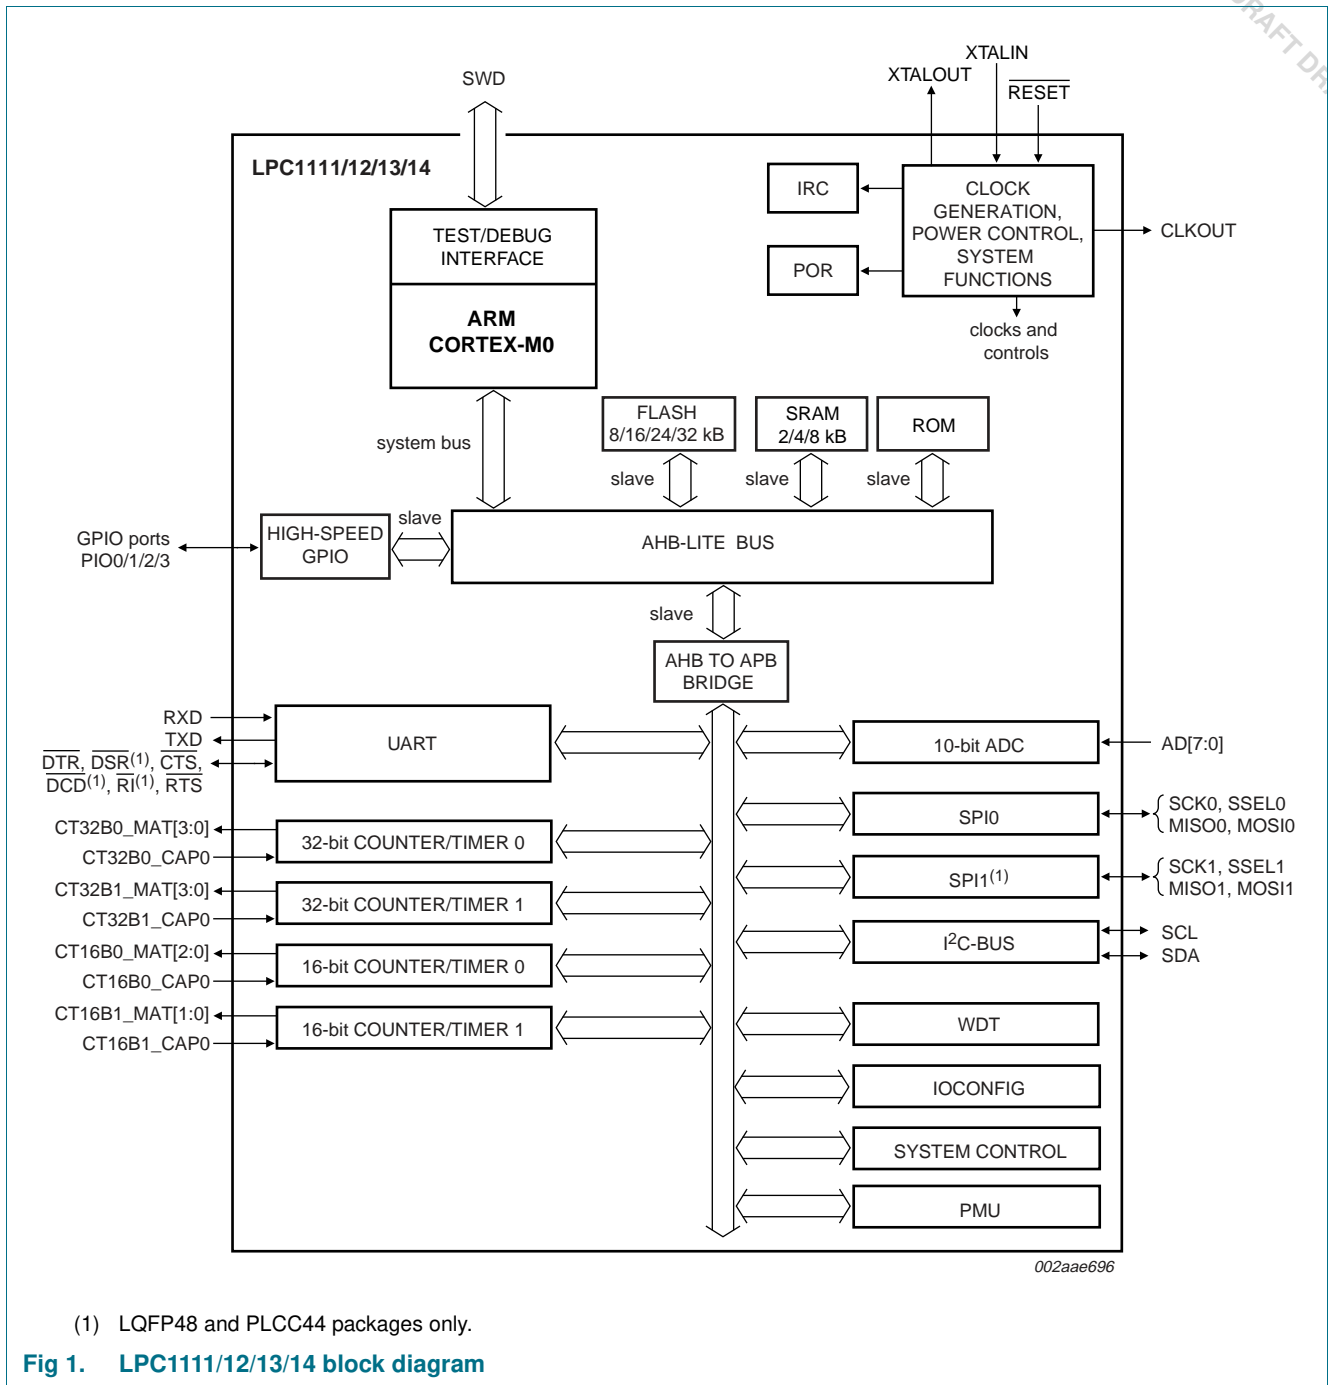 DRAFT DR
XTALIN
XTALOUT
RESET
SWD
LPC1111/12/13/14
IRC
POR
CLOCK
GENERATION,
POWER CONTROL,
SYSTEM
FUNCTIONS
CLKOUT
clocks and
controls
TEST/DEBUG
INTERFACE
ARM
CORTEX-M0
system bus
FLASH
8/16/24/32 kB
SRAM
2/4/8 kB
ROM
slave
slave
slave
slave
GPIO ports
PIO0/1/2/3
HIGH-SPEED
GPIO
AHB-LITE BUS
slave
AHB TO APB
BRIDGE
RXD
TXD
DTR, DSR(1), CTS,
DCD(1), RI(1), RTS
UART
CT32B0_MAT[3:0]
CT32B0_CAP0
32-bit COUNTER/TIMER 0
CT32B1_MAT[3:0]
CT32B1_CAP0
32-bit COUNTER/TIMER 1
CT16B0_MAT[2:0]
CT16B0_CAP0
16-bit COUNTER/TIMER 0
CT16B1_MAT[1:0]
CT16B1_CAP0
16-bit COUNTER/TIMER 1
10-bit ADC
AD[7:0]
SPI0
SCK0, SSEL0
MISO0, MOSI0
SPI1(1)
SCK1, SSEL1
MISO1, MOSI1
I2C-BUS
SCL
SDA
WDT
IOCONFIG
SYSTEM CONTROL
PMU
002aae696
(1) LQFP48 and PLCC44 packages only.
Fig 1. LPC1111/12/13/14 block diagram